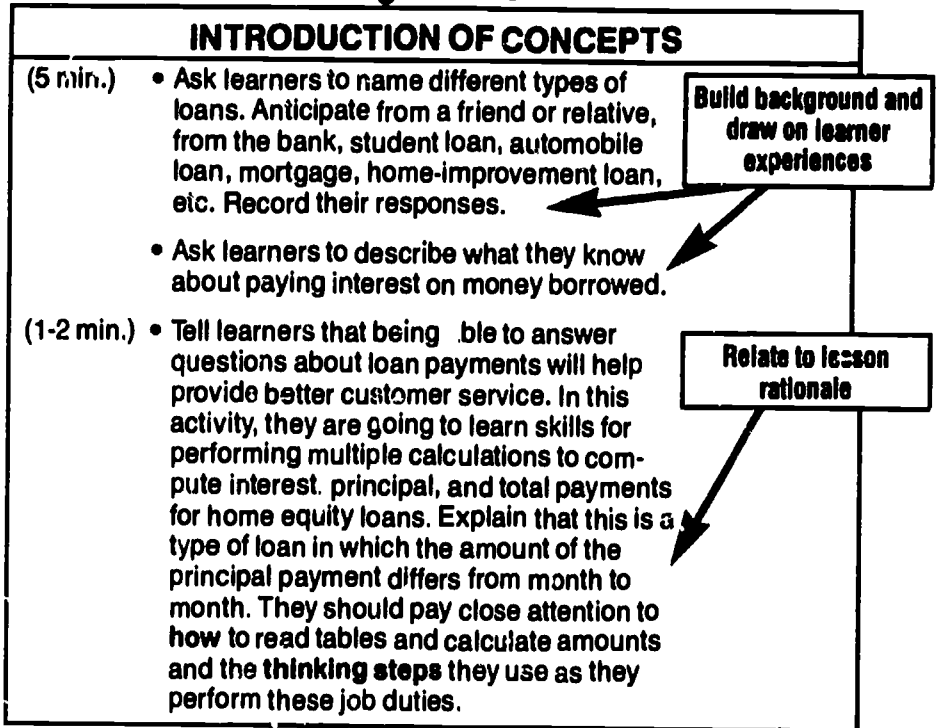 INTRODUCTION OF CONCEPTS
(5 min.) • Ask learners to name different types of
loans. Anticipate from a friend or relative,
from the bank, student loan, automobile
loan, mortgage, home-improvement loan,
etc. Record their responses.
Build background and
draw on learner
experiences
• Ask learners to describe what they know
about paying interest on money borrowed.
(1-2 min.) • Tell learners that being .ble to answer
questions about loan payments will help
provide better customer service. In this
activity, they are going to learn skills for
performing multiple calculations to com-
pute interest. principal, and total payments
for home equity loans. Explain that this is a
type of loan in which the amount of the
principal payment differs from month to
month. They should pay close attention to
how to read tables and calculate amounts
and the thinking steps they use as they
perform these job duties.
Relate to lesson
rationale